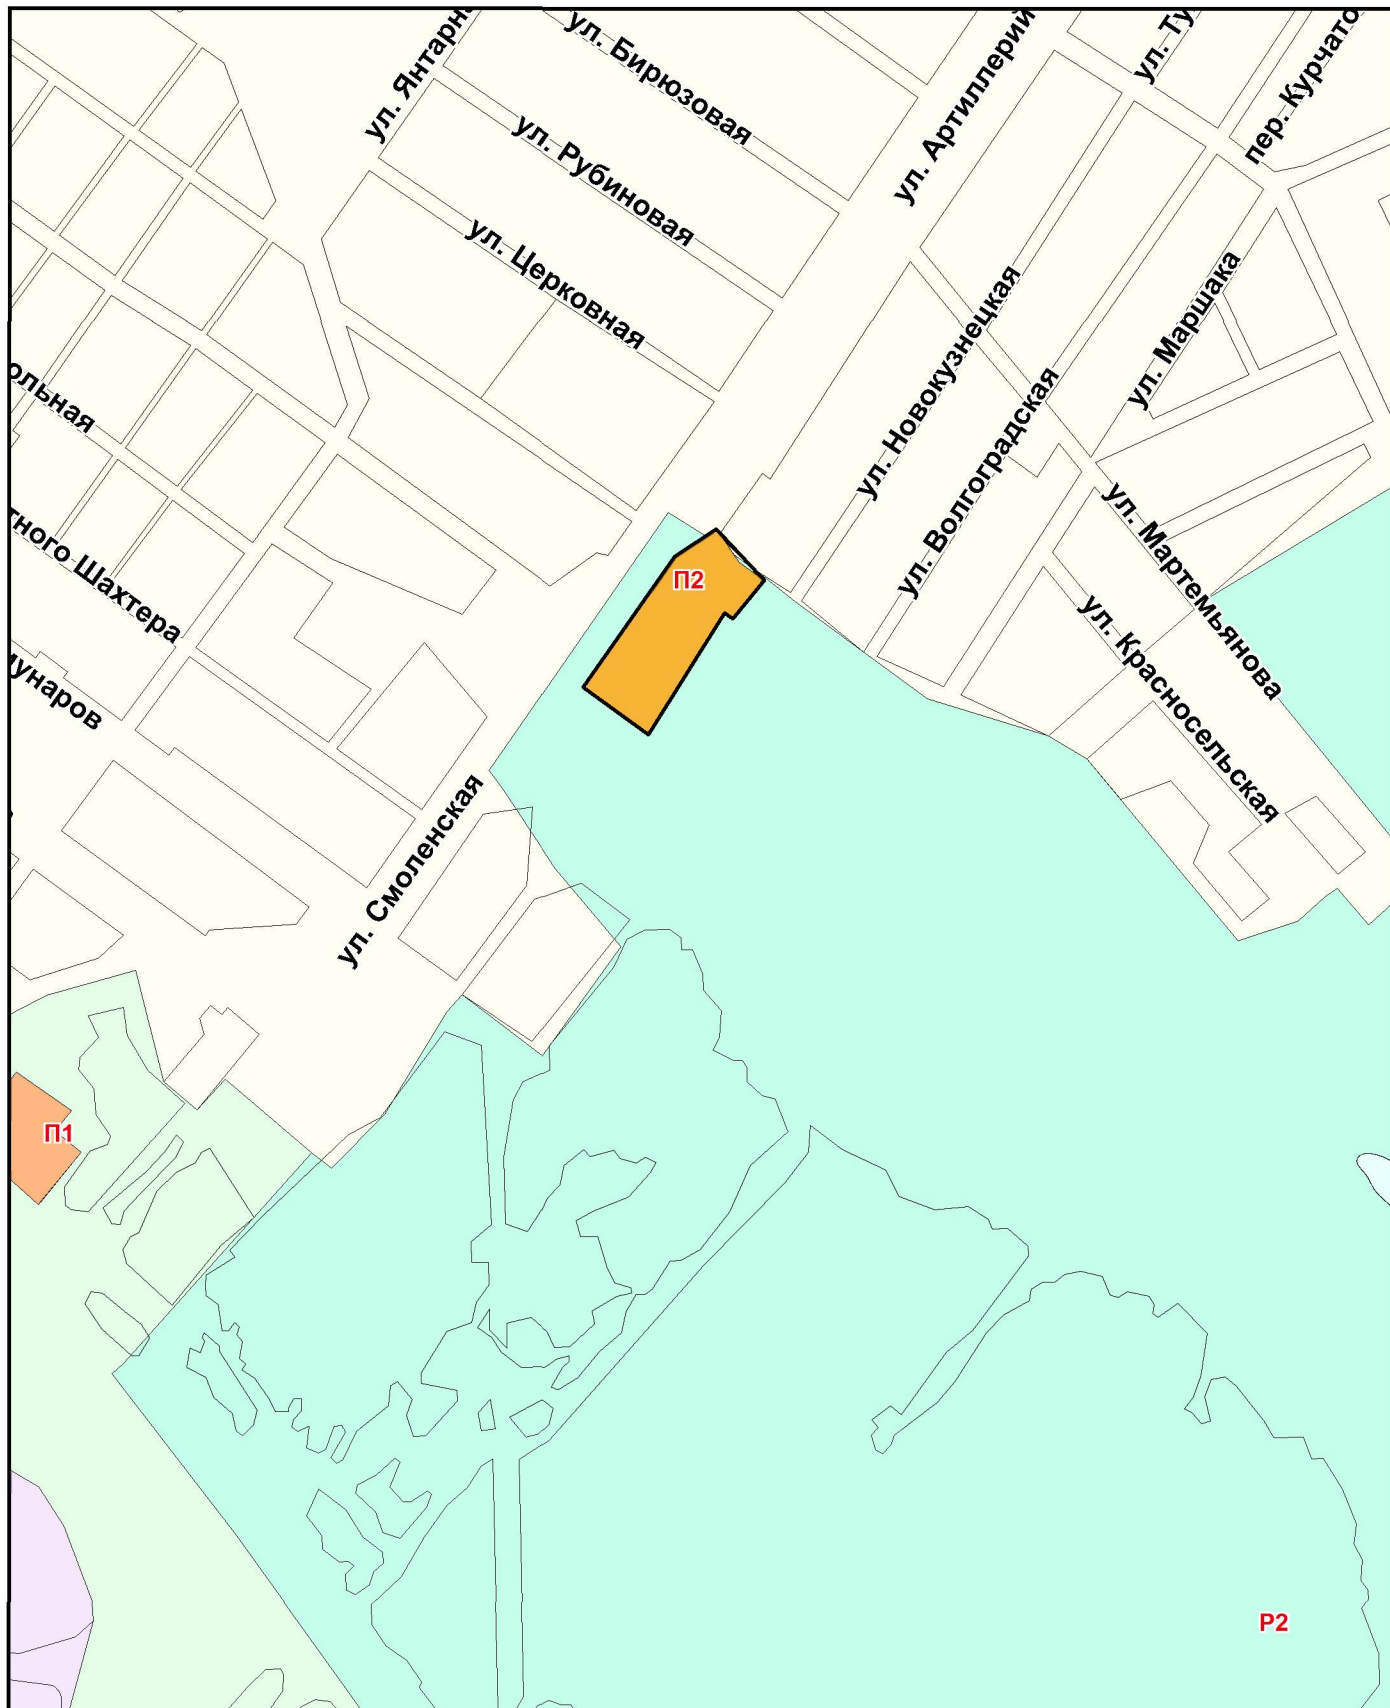 ул. Янтарн
ул. Бирюзовая
ул. Артиллерий
ул. Ту
пер. Курчато
ул. Рубиновая
ул. Церковная
ул. Новокузнецкая
ул. Маршака
ольная
ул. Волгоградская
тного Шахтера
П2
ул. Мартемьянова
мунаров
ул. Красносельская
ул. Смоленская
П1
Р2